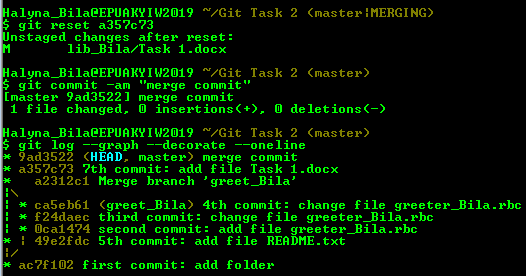 Halyna_Bila@EPUAKYIW2019 ~/Git Task 2 (master!MERGING)
$ git reset a357c73
Unstaged changes after reset:
M       lib_Bila/Task 1.docx
Halyna_Bila@EPUAKYIW2019 ~/Git Task 2 (master)
$ git commit -am "merge commit"
[master 9ad3522] merge commit
 1 file changed, 0 insertions(+), 0 deletions(-)
Halyna_Bila@EPUAKYIW2019 ~/Git Task 2 (master)
$ git log --graph --decorate --oneline
* 9ad3522 (HEAD, master) merge commit
* a357c73 7th commit: add file Task 1.docx
*   a2312c1 Merge branch 'greet_Bila'
|\
| * ca5eb61 (greet_Bila) 4th commit: change file greeter_Bila.rbc
| * f24daec third commit: change file greeter_Bila.rbc
| * 0ca1474 second commit: add file greeter_Bila.rbc
* | 49e2fdc 5th commit: add file README.txt
|/
* ac7f102 first commit: add folder